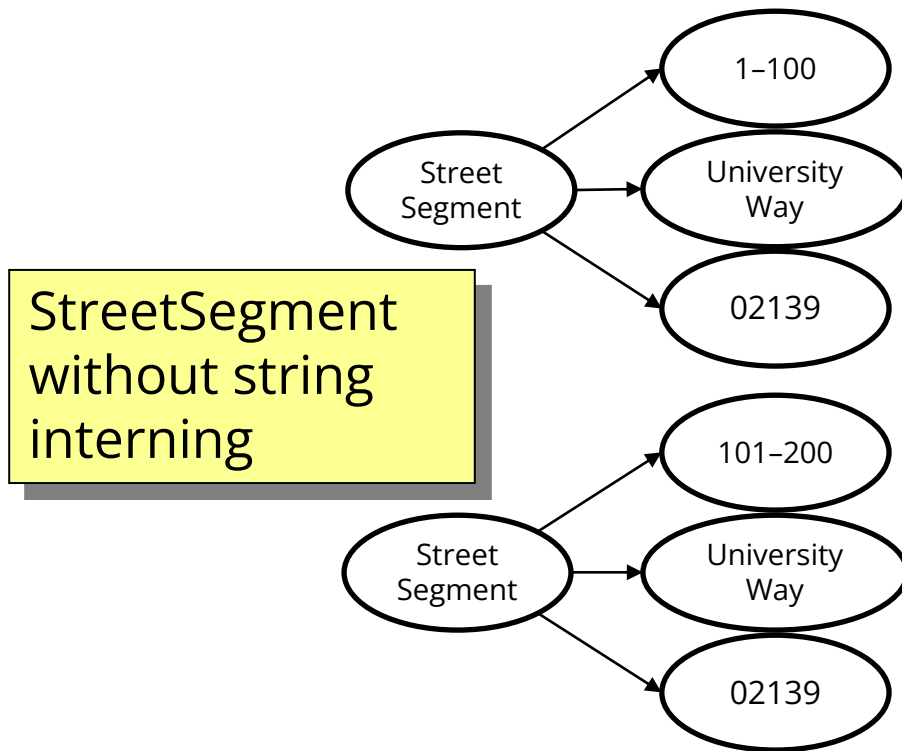 1–100
Street
Segment
University
Way
02139
StreetSegment
without string
interning
101–200
Street
Segment
University
Way
02139